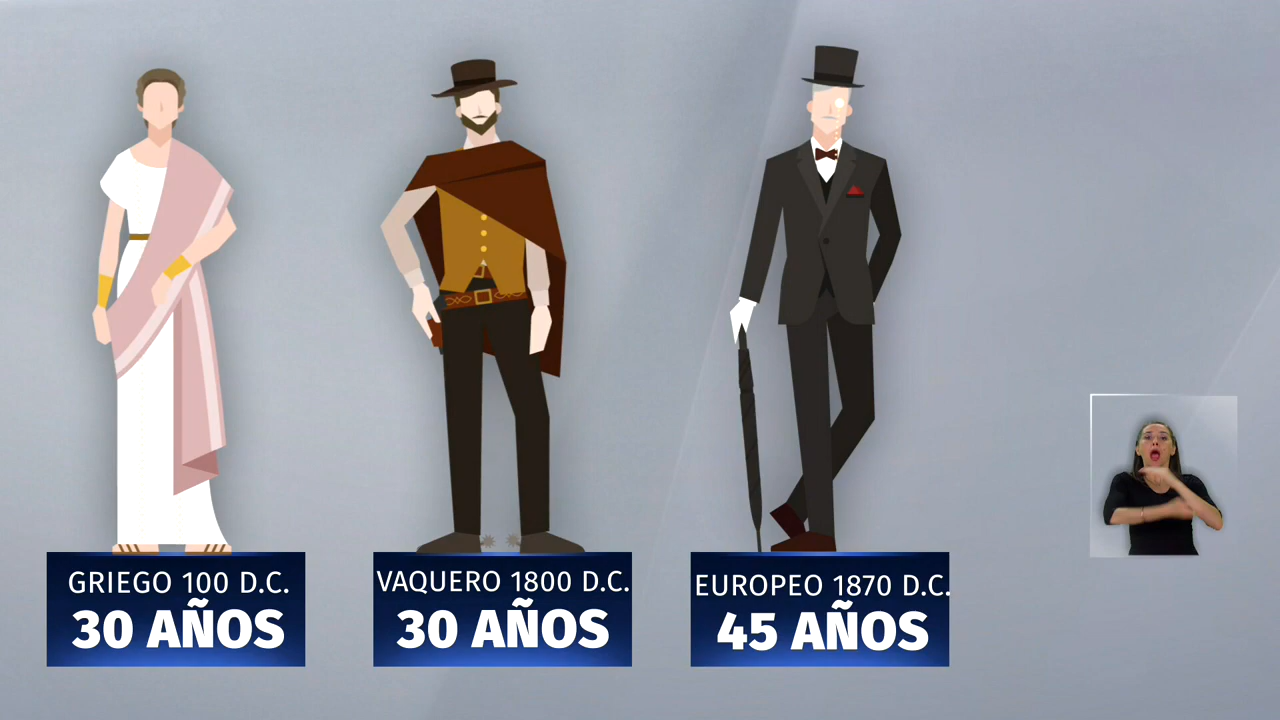 GRIEGO 100 D.C.
30 AÑOS
VAQUERO 1800 D.C.
30 AÑOS
EUROPEO 1870 D.C.
45 AÑOS